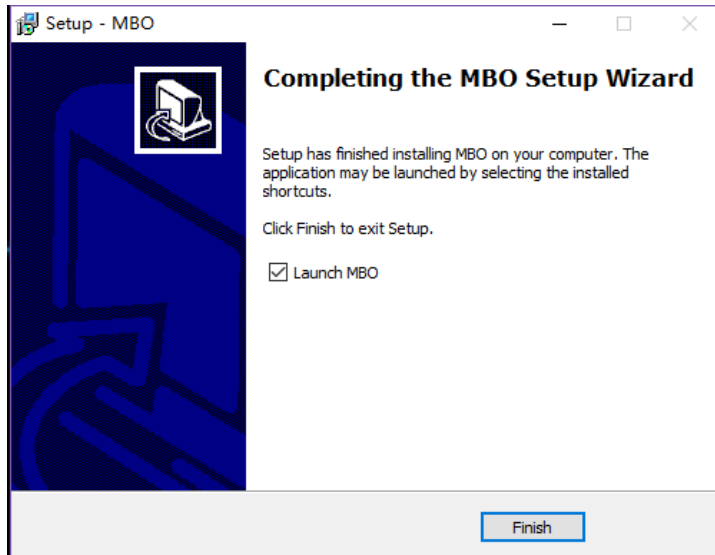 Setup - MBO
Completing the MBO Setup Wizard
Setup has finished installing MBO on your computer. The
application may be launched by selecting the installed
shortcuts.
Click Finish to exit Setup.
Launch MBO
Finish